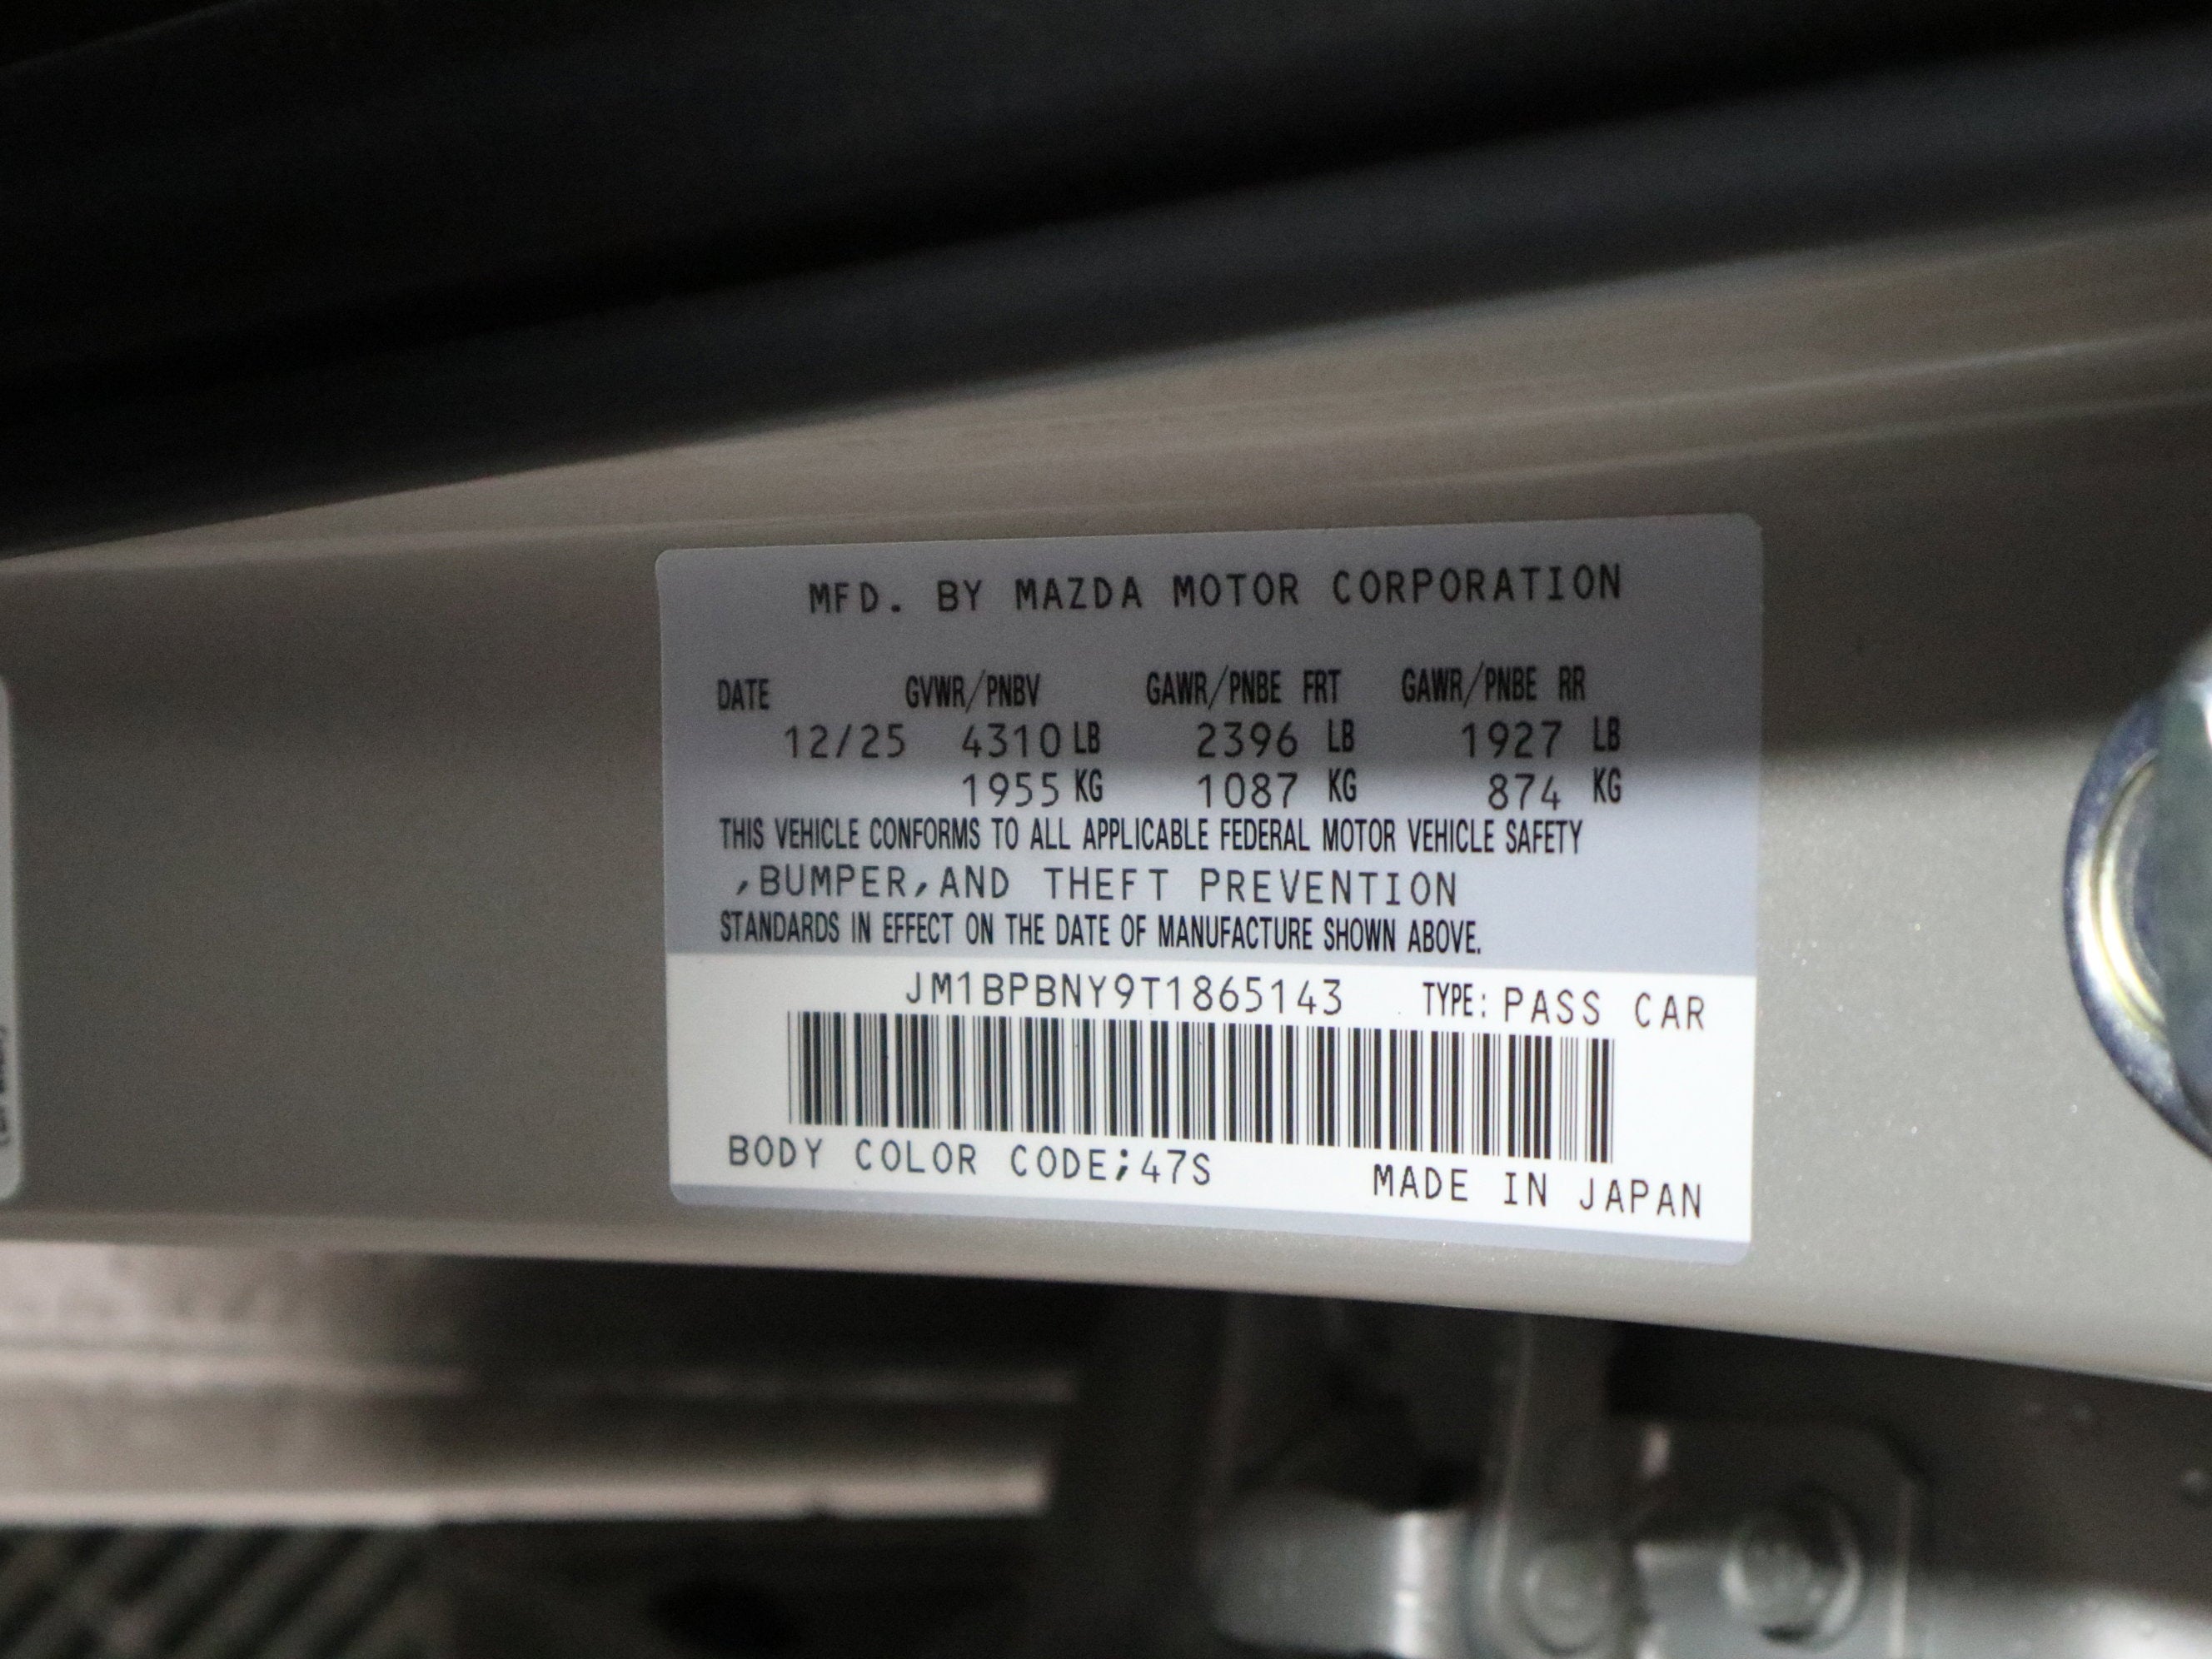 MFD. BY MAZDA MOTOR CORPORATION
DATE GVWR/PNBV GAWR/PNBE FRT GAWR/PNBE RR
12/25 4310 LB 2396 LB 1927 LB
1955 KG 1087 KG 874 KG
THIS VEHICLE CONFORMS TO ALL APPLICABLE FEDERAL MOTOR VEHICLE SAFETY
,BUMPER,AND THEFT PREVENTION
STANDARDS IN EFFECT ON THE DATE OF MANUFACTURE SHOWN ABOVE.
JM1BPBNY9T1865143 TYPE: PASS CAR
BODY COLOR CODE;47S MADE IN JAPAN